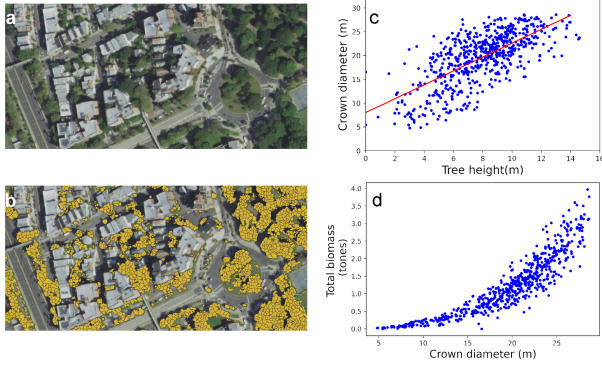 a
c
Crown diameter (m)
30
25
20
15
10
5
0
0 2 4 6 8 10 12 14 16
Tree height(m)
b
d
Total biomass
(tones)
4.0
3.5
3.0
2.5
2.0
1.5
1.0
0.5
0.0
5 10 15 20 25
Crown diameter (m)